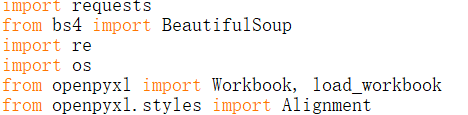 import requests
from bs4 import BeautifulSoup
import re
import os
from openpyxl import Workbook, load_workbook
from openpyxl.styles import Alignment